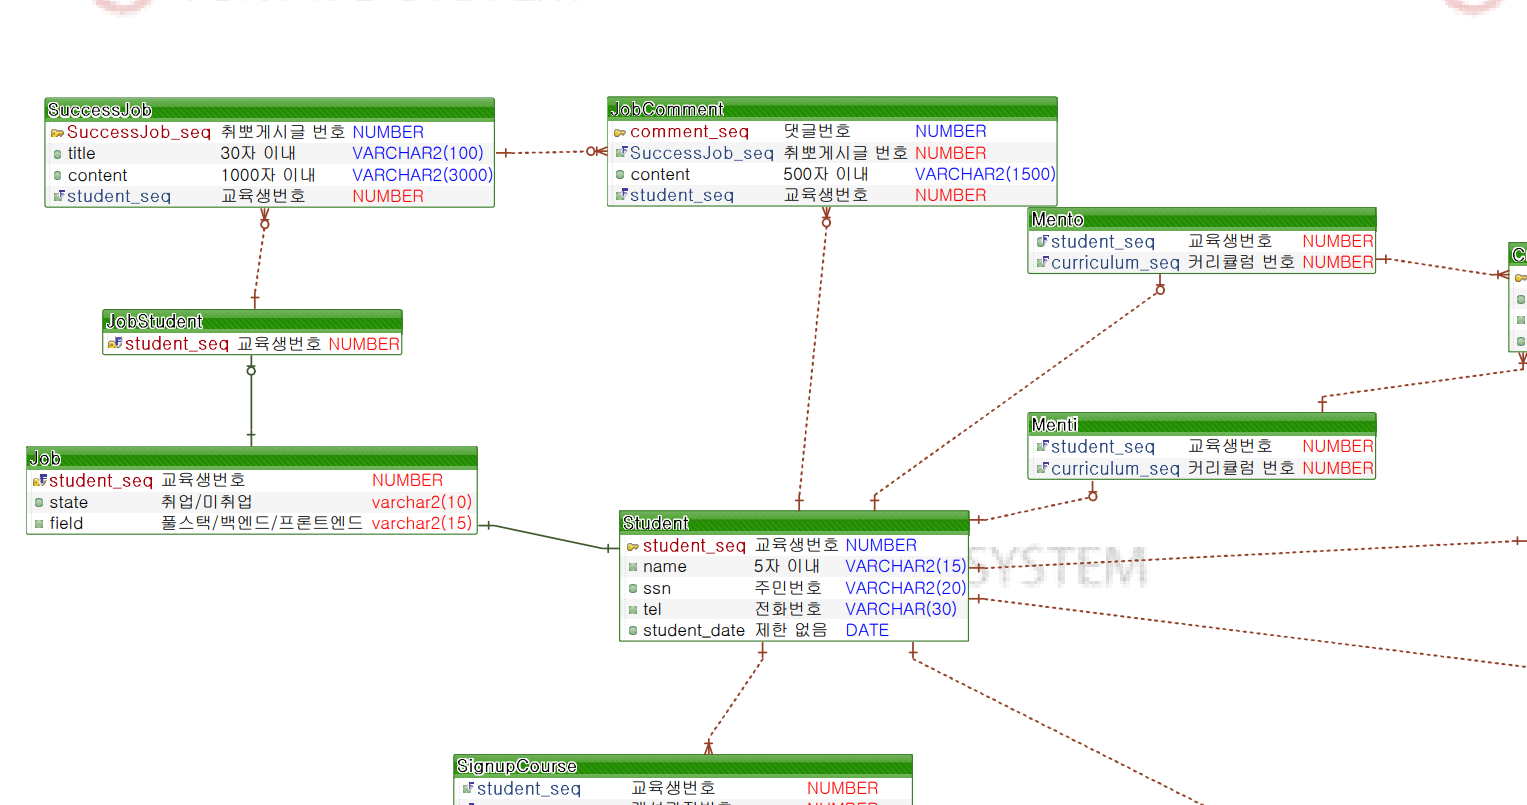 SuccessJob
SuccessJob_seq 취뽀게시글 번호 NUMBER
title 30자 이내 VARCHAR2(100)
content 1000자 이내 VARCHAR2(3000)
student_seq 교육생번호 NUMBER
JobComment
comment_seq 댓글번호 NUMBER
SuccessJob_seq 취뽀게시글 번호 NUMBER
content 500자 이내 VARCHAR2(1500)
student_seq 교육생번호 NUMBER
Mento
student_seq 교육생번호 NUMBER
curriculum_seq 커리큘럼 번호 NUMBER
C
JobStudent
student_seq 교육생번호 NUMBER
Menti
student_seq 교육생번호 NUMBER
curriculum_seq 커리큘럼 번호 NUMBER
Job
student_seq 교육생번호 NUMBER
state 취업/미취업 varchar2(10)
field 풀스택/백엔드/프론트엔드 varchar2(15)
Student
student_seq 교육생번호 NUMBER
name 5자 이내 VARCHAR2(15)
ssn 주민번호 VARCHAR2(20)
tel 전화번호 VARCHAR(30)
student_date 제한 없음 DATE
SYSTEM
SignupCourse
student_seq 교육생번호 NUMBER